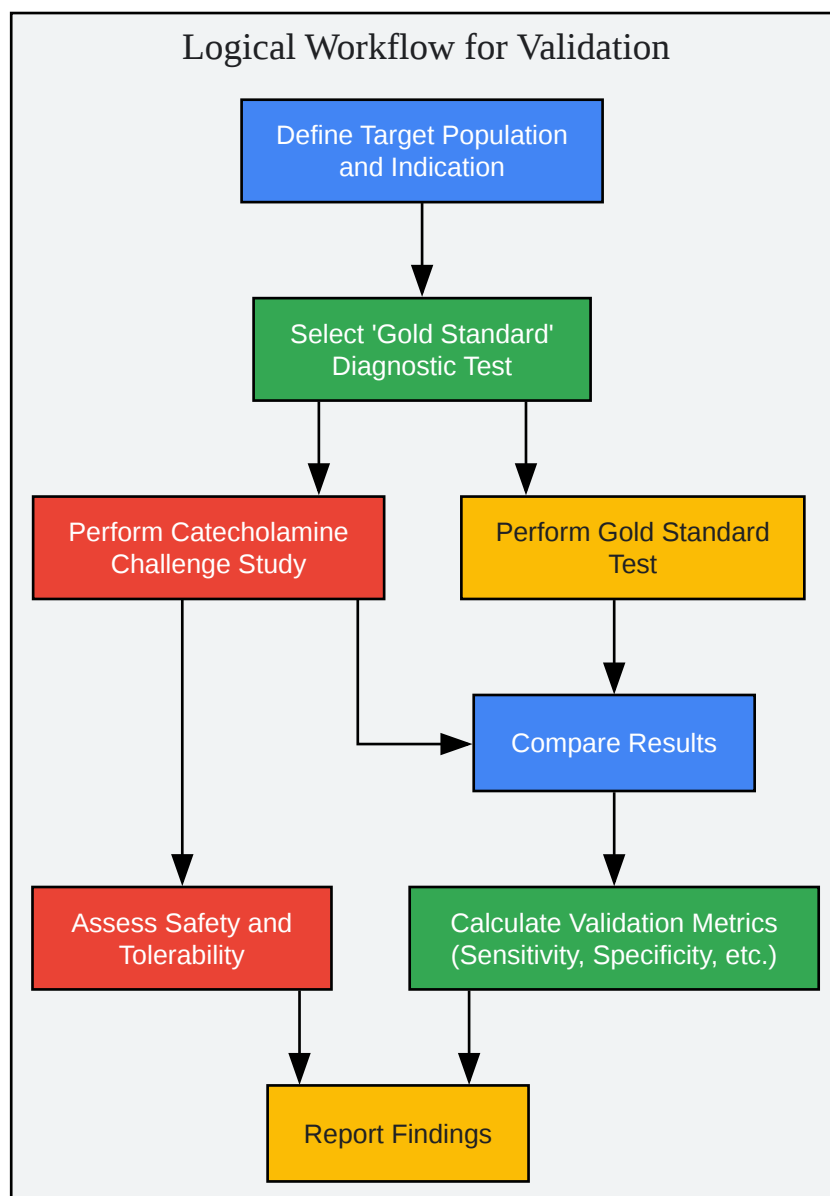 Logical Workflow for Validation
Define Target Population
and Indication
Select 'Gold Standard'
Diagnostic Test
Perform Catecholamine
Challenge Study
Perform Gold Standard
Test
Compare Results
Assess Safety and
Tolerability
Calculate Validation Metrics
(Sensitivity, Specificity, etc.)
Report Findings